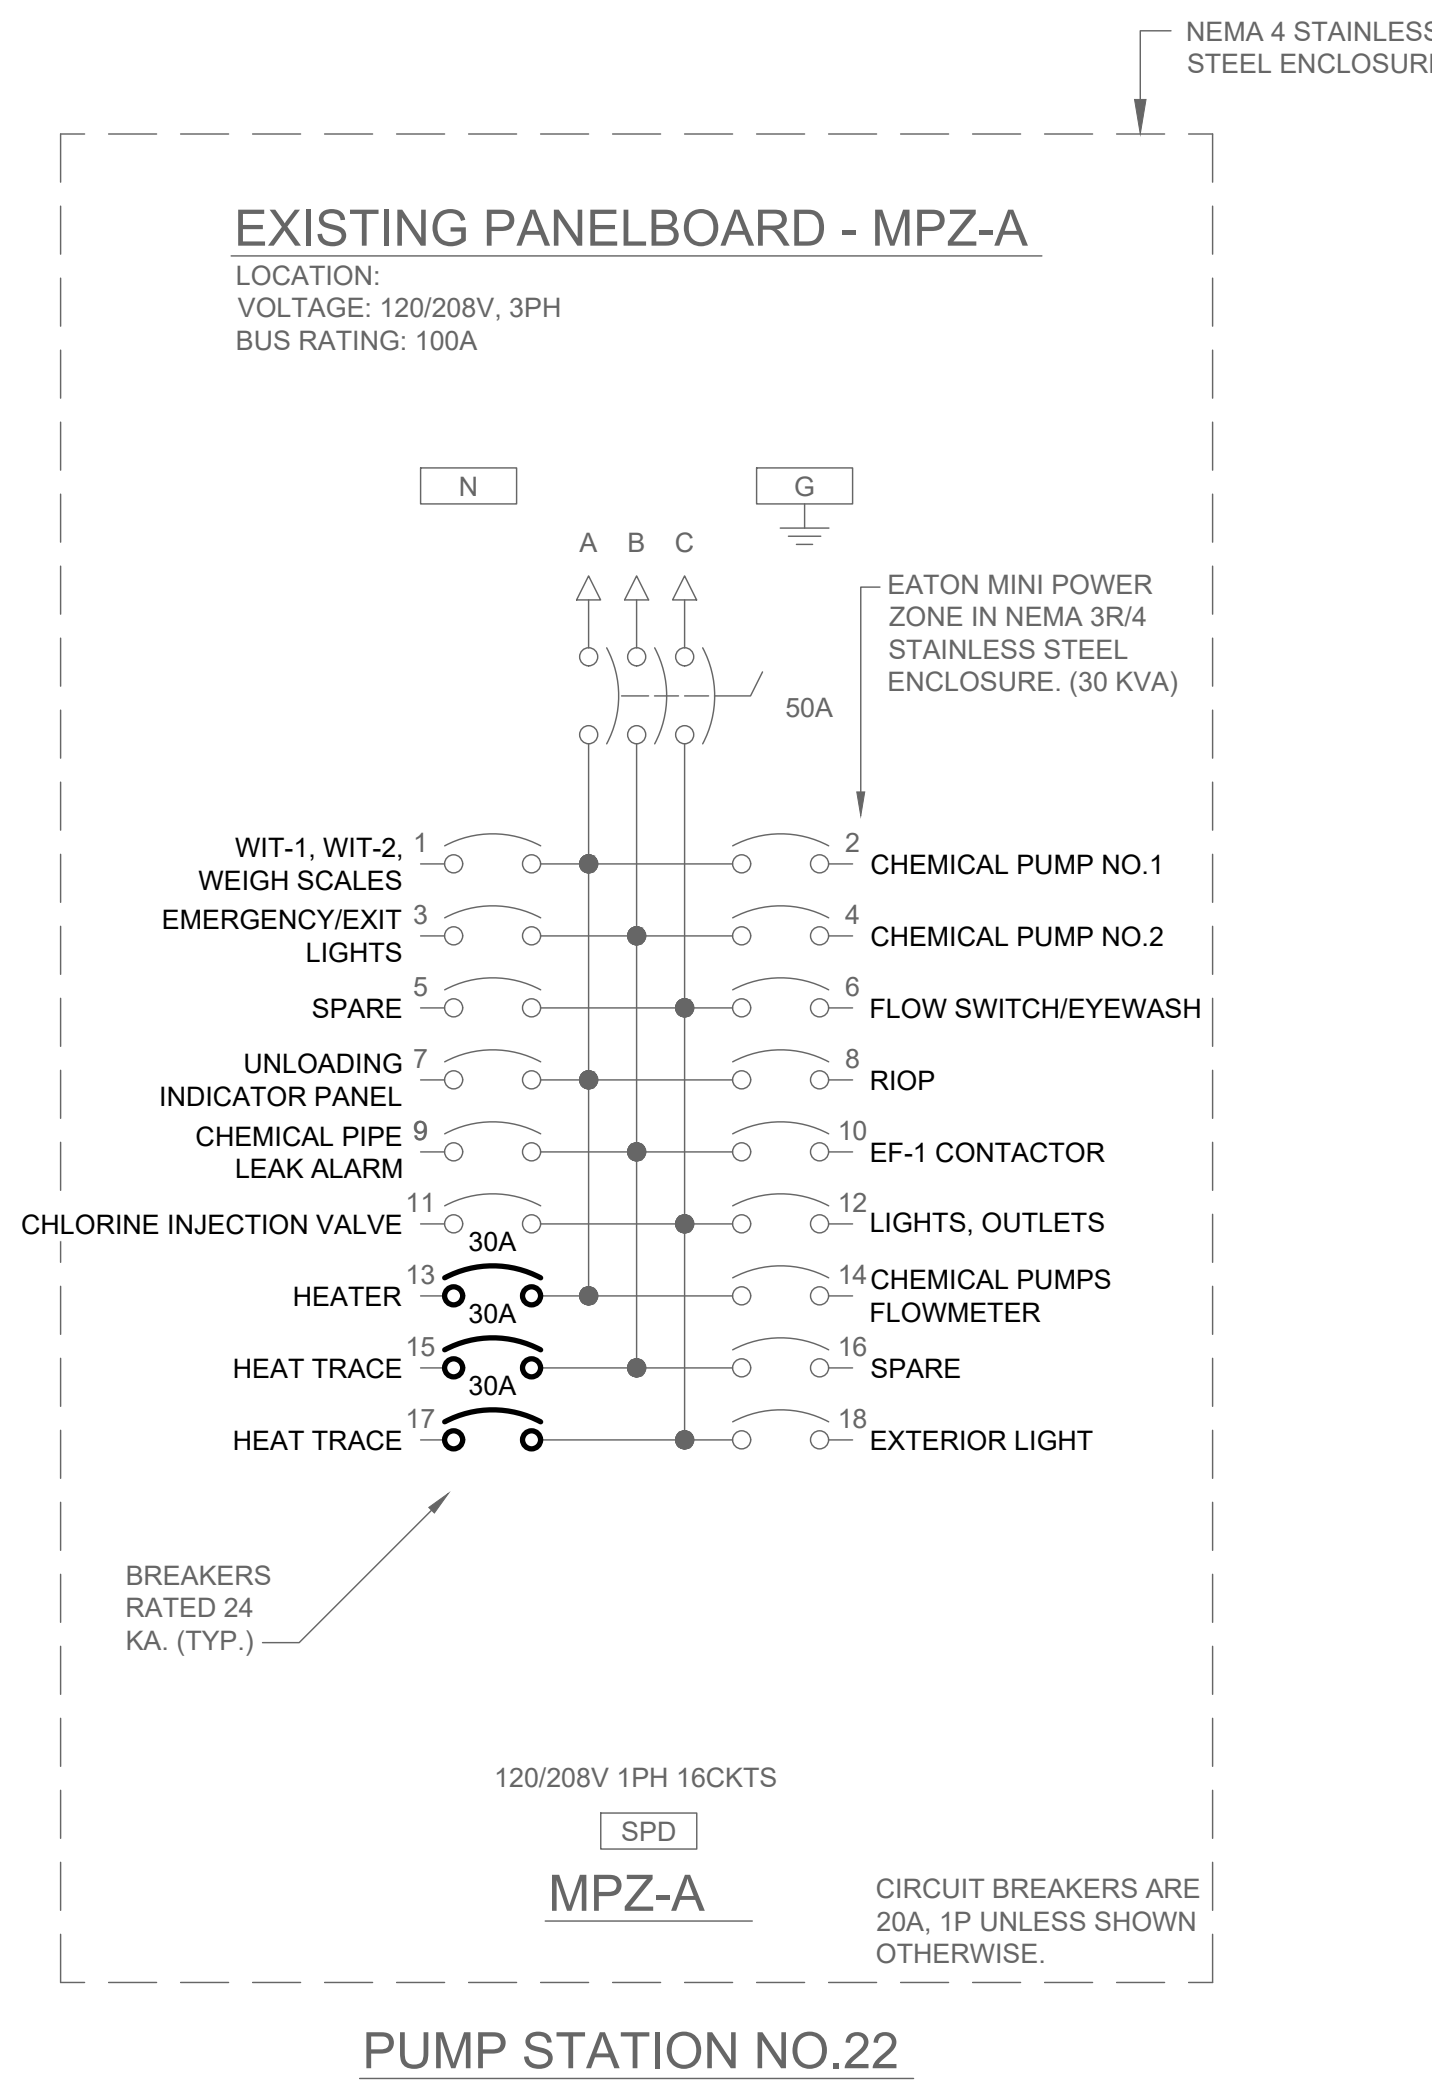 NEMA 4 STAINLESS
STEEL ENCLOSURE
EXISTING PANELBOARD - MPZ-A
LOCATION:
VOLTAGE: 120/208V, 3PH
BUS RATING: 100A
N
G
A B C
EATON MINI POWER
ZONE IN NEMA 3R/4
STAINLESS STEEL
ENCLOSURE. (30 KVA)
50A
WIT-1, WIT-2,
WEIGH SCALES
1
2
CHEMICAL PUMP NO.1
EMERGENCY/EXIT
LIGHTS
3
4
CHEMICAL PUMP NO.2
SPARE
5
6
FLOW SWITCH/EYEWASH
UNLOADING
INDICATOR PANEL
7
8
RIOP
CHEMICAL PIPE
LEAK ALARM
9
10
EF-1 CONTACTOR
CHLORINE INJECTION VALVE
11
12
LIGHTS, OUTLETS
30A
HEATER
13
14
CHEMICAL PUMPS
FLOWMETER
30A
HEAT TRACE
15
16
SPARE
30A
HEAT TRACE
17
18
EXTERIOR LIGHT
BREAKERS
RATED 24
KA. (TYP.)
120/208V 1PH 16CKTS
SPD
MPZ-A
CIRCUIT BREAKERS ARE
20A, 1P UNLESS SHOWN
OTHERWISE.
PUMP STATION NO.22